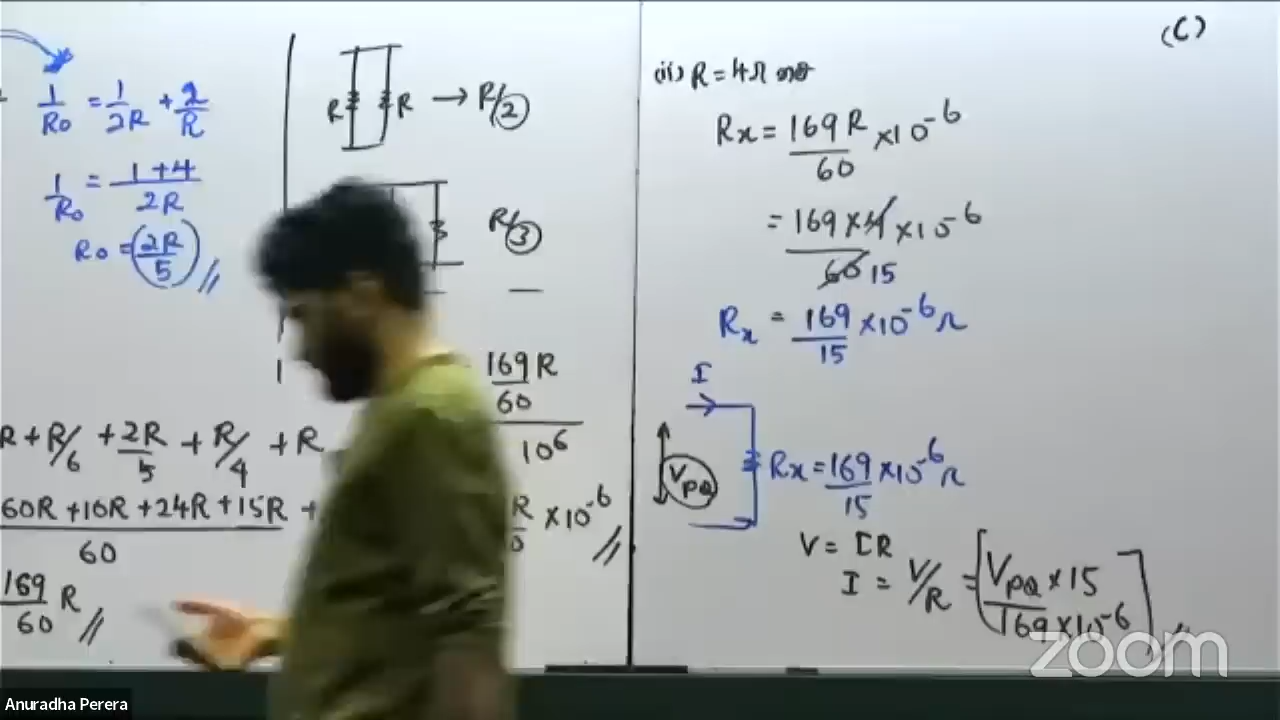 1/R₀ = 1/2R + 2/R
1/R₀ = (1+4)/2R
R₀ = 2R/5 //
R R → R/2
R/3
169R/60
10⁶
R + R/6 + 2R/5 + R/4 + R
60R + 10R + 24R + 15R +
60
R × 10⁻⁶ //
169/60 R //
(C)
(ii) R = 4Ω
Rx = 169R/60 × 10⁻⁶
= 169 × 4/60 15 × 10⁻⁶
Rx = 169/15 × 10⁻⁶ Ω
I
V_PQ
Rx = 169/15 × 10⁻⁶ Ω
V = IR
I = V/R = [V_PQ × 15/169 × 10⁻⁶] //
zoom
Anuradha Perera